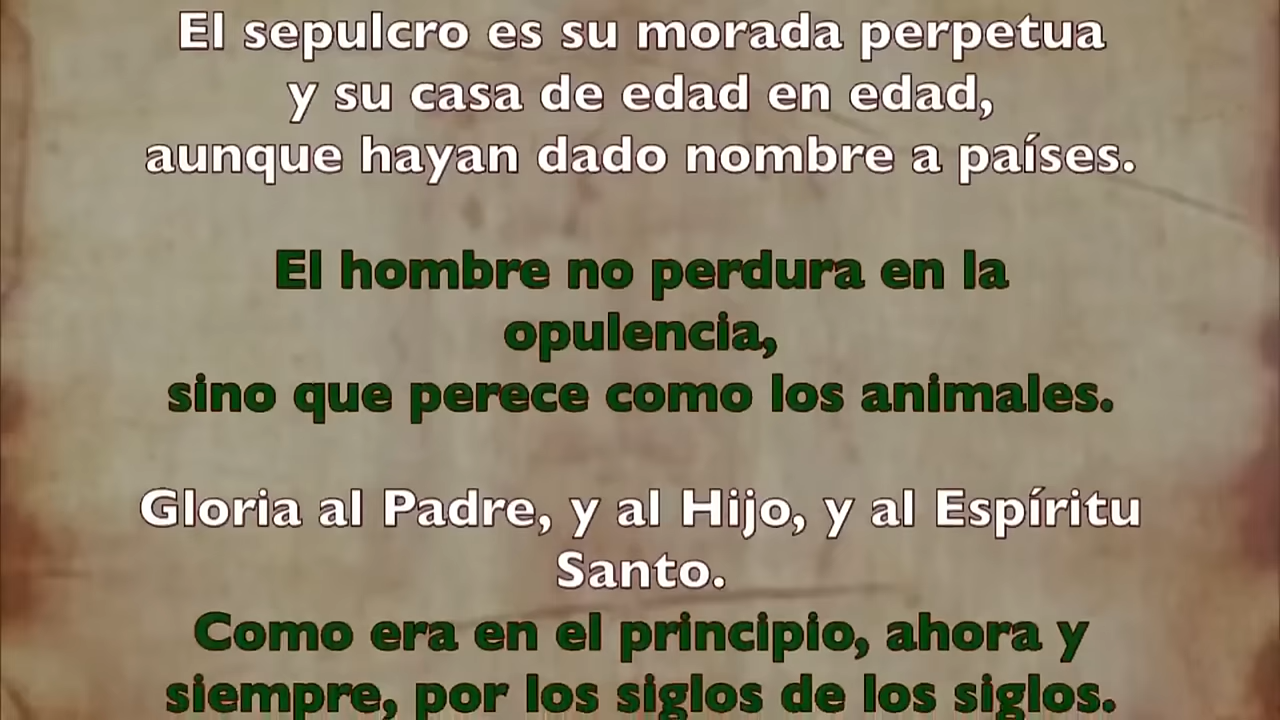 El sepulcro es su morada perpetua
y su casa de edad en edad,
aunque hayan dado nombre a países.
El hombre no perdura en la
opulencia,
sino que perece como los animales.
Gloria al Padre, y al Hijo, y al Espíritu
Santo.
Como era en el principio, ahora y
siempre, por los siglos de los siglos.